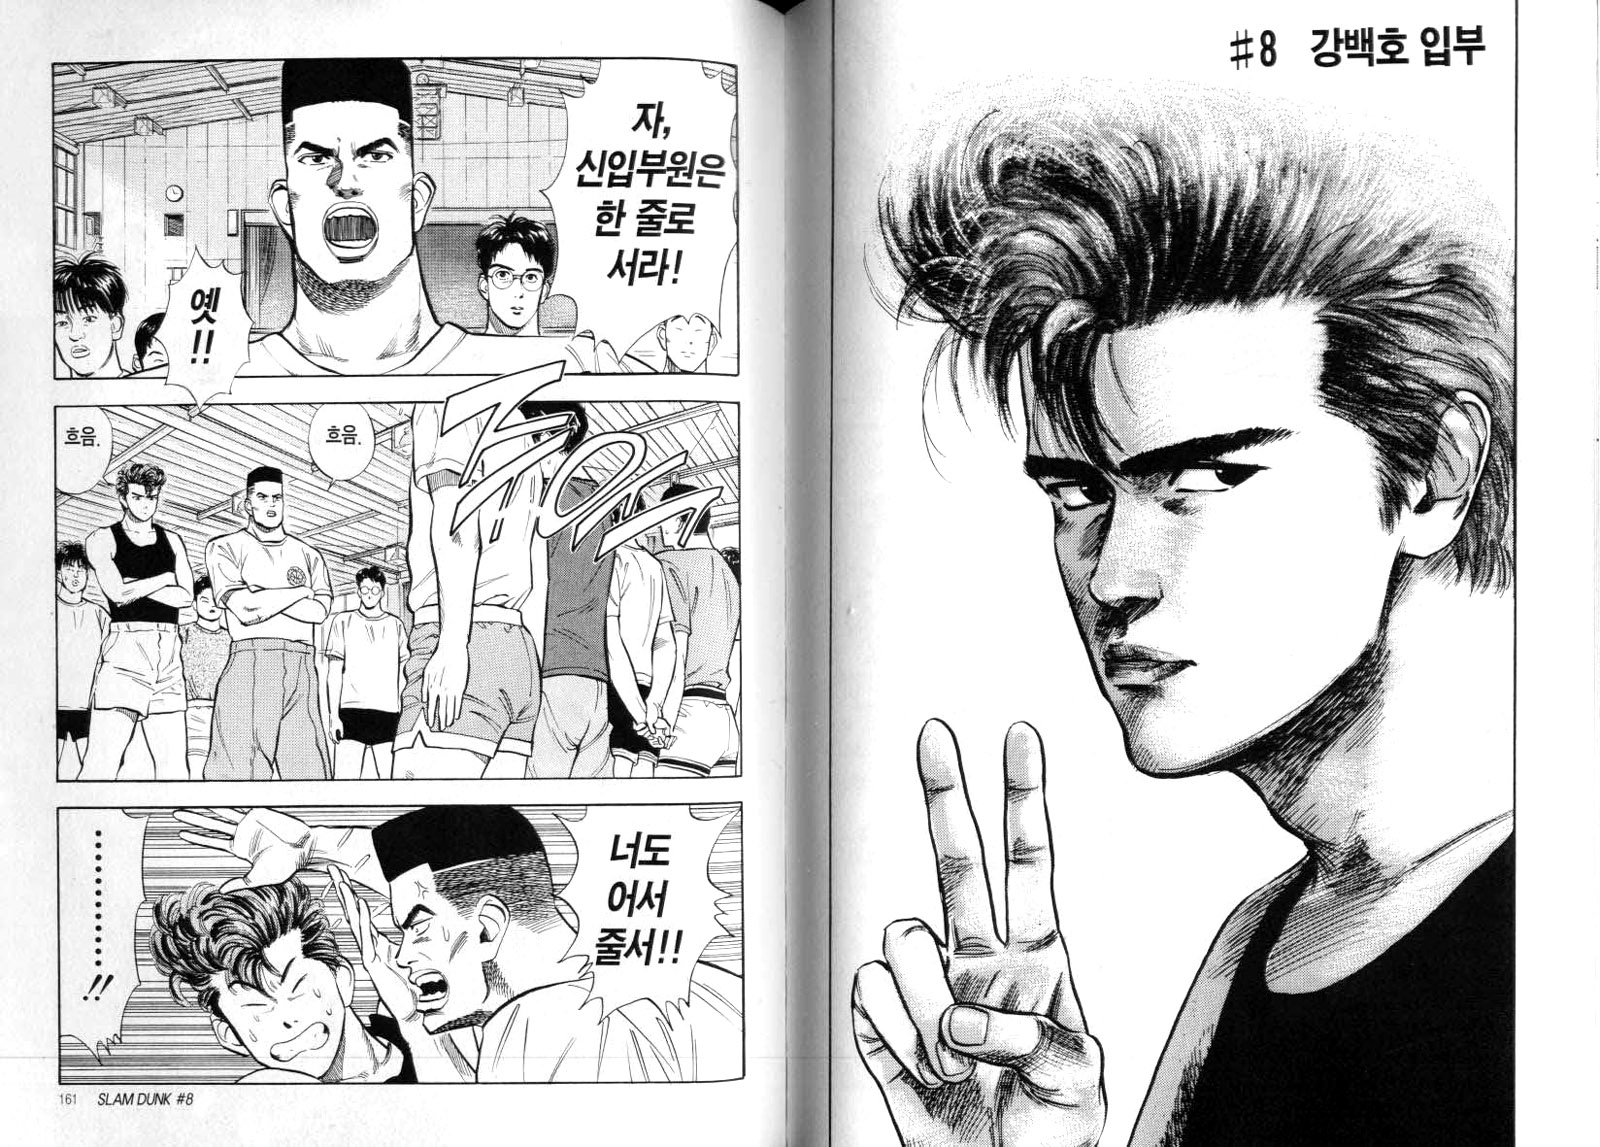 #8 강백호 입부
자,
신입부원은
한 줄로
서라!
옛!!
흐음.
흐음.
너도
어서
줄서!!
…………!!
161 SLAM DUNK #8